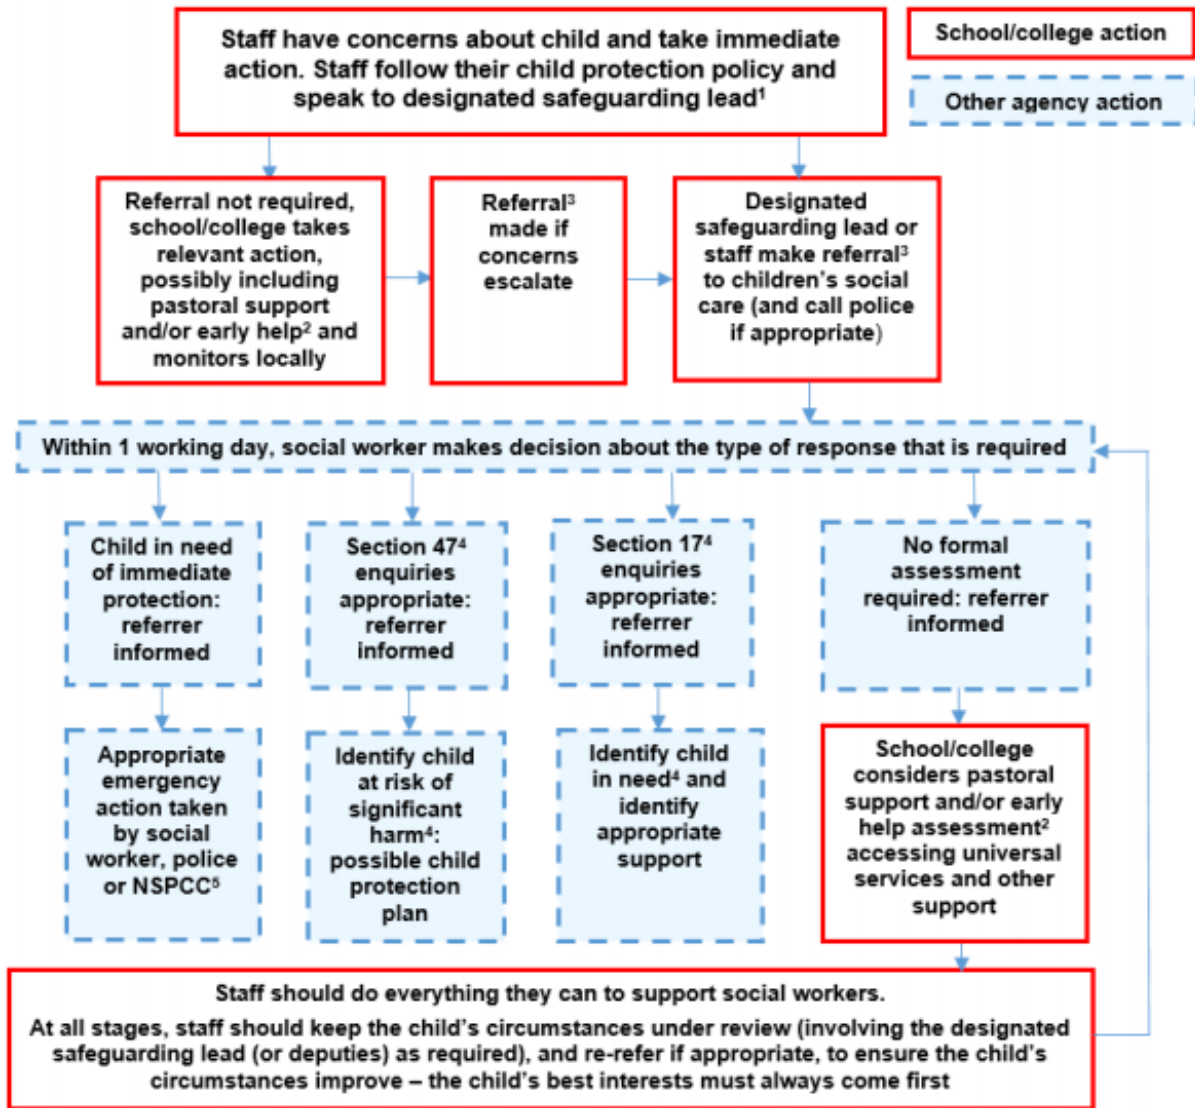 Staff have concerns about child and take immediate
action. Staff follow their child protection policy and
speak to designated safeguarding lead¹
School/college action
Other agency action
Referral not required,
school/college takes
relevant action,
possibly including
pastoral support
and/or early help² and
monitors locally
Referral³
made if
concerns
escalate
Designated
safeguarding lead or
staff make referral³
to children's social
care (and call police
if appropriate)
Within 1 working day, social worker makes decision about the type of response that is required
Child in need
of immediate
protection:
referrer
informed
Section 47⁴
enquiries
appropriate:
referrer
informed
Section 17⁴
enquiries
appropriate:
referrer
informed
No formal
assessment
required: referrer
informed
Appropriate
emergency
action taken
by social
worker, police
or NSPCC⁵
Identify child
at risk of
significant
harm⁴:
possible child
protection
plan
Identify child
in need⁴ and
identify
appropriate
support
School/college
considers pastoral
support and/or early
help assessment²
accessing universal
services and other
support
Staff should do everything they can to support social workers.
At all stages, staff should keep the child's circumstances under review (involving the designated
safeguarding lead (or deputies) as required), and re-refer if appropriate, to ensure the child's
circumstances improve – the child's best interests must always come first